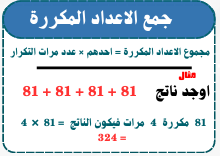 جمع الاعداد المكررة
مجموع الاعداد المكررة = احدهم × عدد مرات التكرار
مثال
اوجد ناتج 81 + 81 + 81 + 81
81 مكررة 4 مرات فيكون الناتج = 81 × 4
= 324